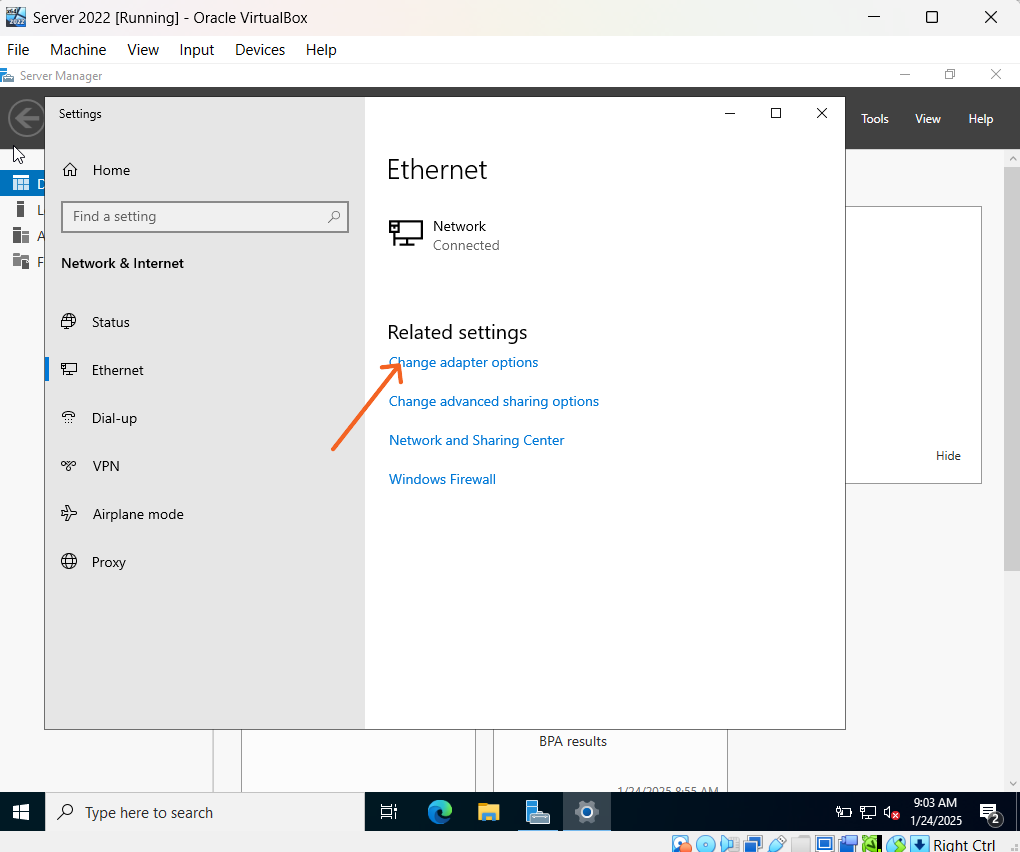 Server 2022 [Running] - Oracle VirtualBox
File Machine View Input Devices Help
Server Manager
Tools View Help
Settings
Home
Find a setting
Network & Internet
Status
Ethernet
Dial-up
VPN
Airplane mode
Proxy
Ethernet
Network
Connected
Related settings
Change adapter options
Change advanced sharing options
Network and Sharing Center
Windows Firewall
D
L
A
F
Hide
BPA results
1/24/2025 8:55 AM
Type here to search
9:03 AM
1/24/2025
2
Right Ctrl